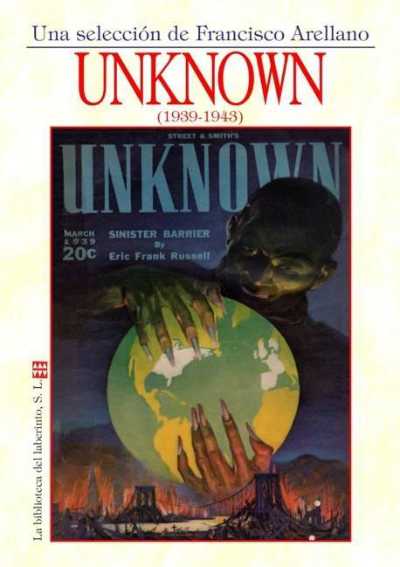 Una selección de Francisco Arellano
UNKNOWN
(1939-1943)
STREET & SMITH'S
UNKNOWN
MARCH
1939
20c
SINISTER BARRIER
By
Eric Frank Russell
La biblioteca del laberinto, S. L.